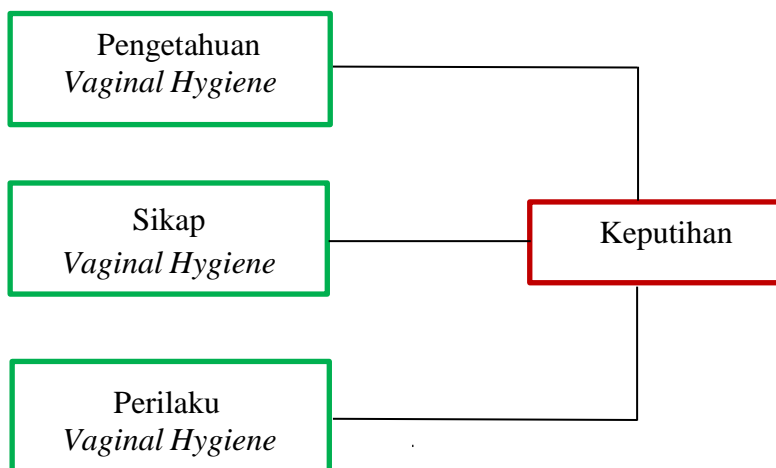 Pengetahuan
Vaginal Hygiene
Sikap
Vaginal Hygiene
Keputihan
Perilaku
Vaginal Hygiene